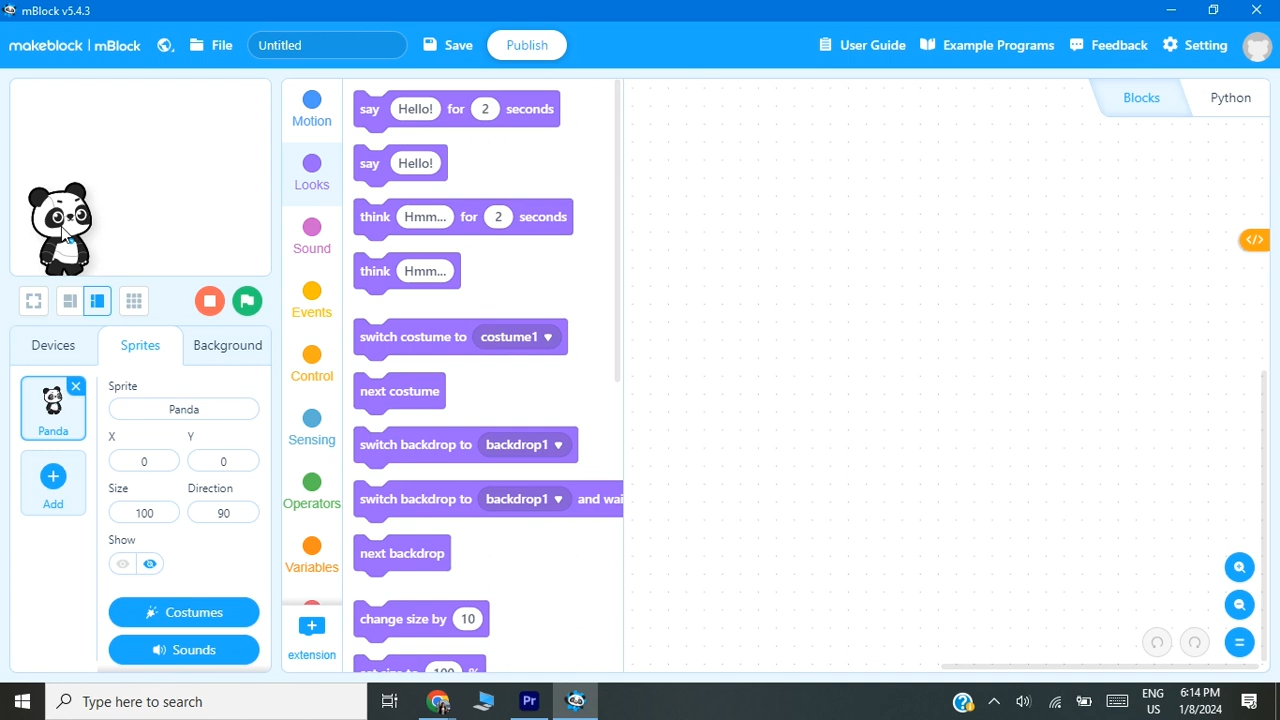 mBlock v5.4.3
makeblock | mBlock File Untitled Save Publish User Guide Example Programs Feedback Setting
Blocks Python
Motion
Looks
Sound
Events
Control
Sensing
Operators
Variables
extension
say Hello! for 2 seconds
say Hello!
think Hmm... for 2 seconds
think Hmm...
switch costume to costume1
next costume
switch backdrop to backdrop1
switch backdrop to backdrop1 and wai
next backdrop
change size by 10
Devices Sprites Background
Panda
Add
Sprite
Panda
X Y
0 0
Size Direction
100 90
Show
Costumes
Sounds
Type here to search
Pr
ENG
US
6:14 PM
1/8/2024